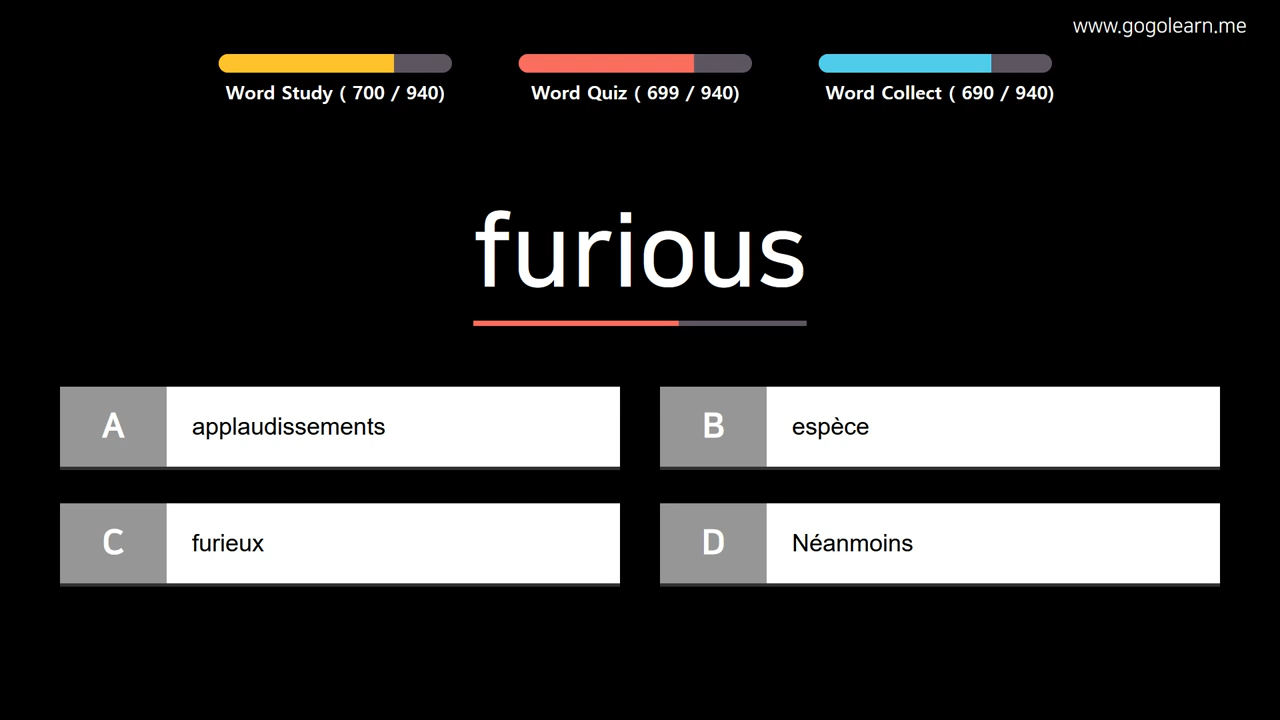 www.gogolearn.me
Word Study ( 700 / 940)
Word Quiz ( 699 / 940)
Word Collect ( 690 / 940)
furious
A applaudissements
B espèce
C furieux
D Néanmoins